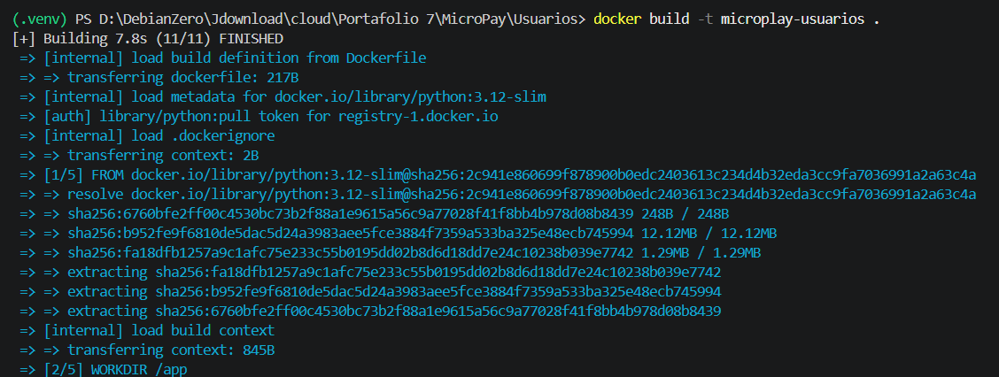 (.venv) PS D:\DebianZero\Jdownload\cloud\Portafolio 7\MicroPay\Usuarios> docker build -t microplay-usuarios .
[+] Building 7.8s (11/11) FINISHED
=> [internal] load build definition from Dockerfile
=> => transferring dockerfile: 217B
=> [internal] load metadata for docker.io/library/python:3.12-slim
=> [auth] library/python:pull token for registry-1.docker.io
=> [internal] load .dockerignore
=> => transferring context: 2B
=> [1/5] FROM docker.io/library/python:3.12-slim@sha256:2c941e860699f878900b0edc2403613c234d4b32eda3cc9fa7036991a2a63c4a
=> => resolve docker.io/library/python:3.12-slim@sha256:2c941e860699f878900b0edc2403613c234d4b32eda3cc9fa7036991a2a63c4a
=> => sha256:6760bfe2ff00c4530bc73b2f88a1e9615a56c9a77028f41f8bb4b978d08b8439 248B / 248B
=> => sha256:b952fe9f6810de5dac5d24a3983aee5fce3884f7359a533ba325e48ecb745994 12.12MB / 12.12MB
=> => sha256:fa18dfb1257a9c1afc75e233c55b0195dd02b8d6d18dd7e24c10238b039e7742 1.29MB / 1.29MB
=> => extracting sha256:fa18dfb1257a9c1afc75e233c55b0195dd02b8d6d18dd7e24c10238b039e7742
=> => extracting sha256:b952fe9f6810de5dac5d24a3983aee5fce3884f7359a533ba325e48ecb745994
=> => extracting sha256:6760bfe2ff00c4530bc73b2f88a1e9615a56c9a77028f41f8bb4b978d08b8439
=> [internal] load build context
=> => transferring context: 845B
=> [2/5] WORKDIR /app